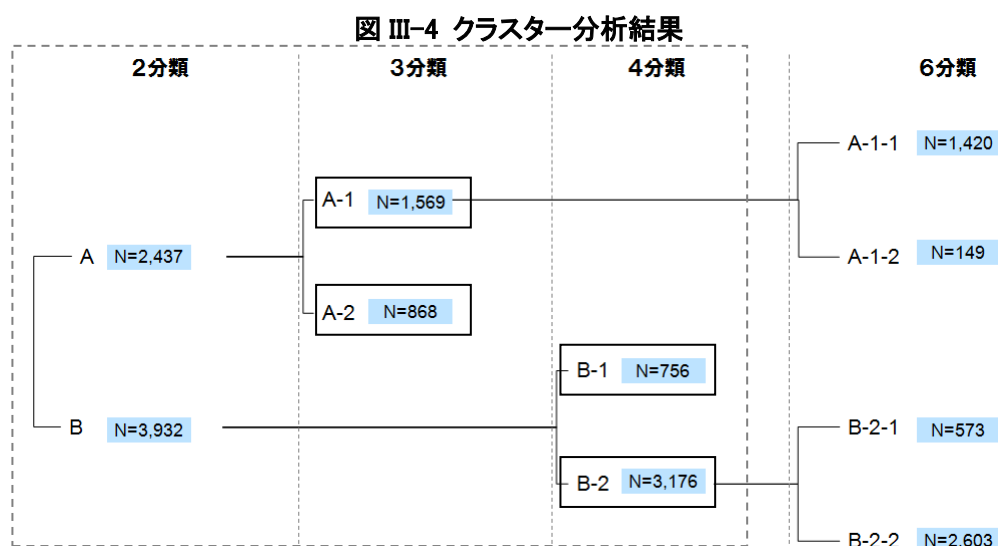 図 III-4 クラスター分析結果
2分類 3分類 4分類 6分類
A-1-1 N=1,420
A-1 N=1,569
A N=2,437
A-1-2 N=149
A-2 N=868
B-1 N=756
B N=3,932
B-2-1 N=573
B-2 N=3,176
B-2-2 N=2,603